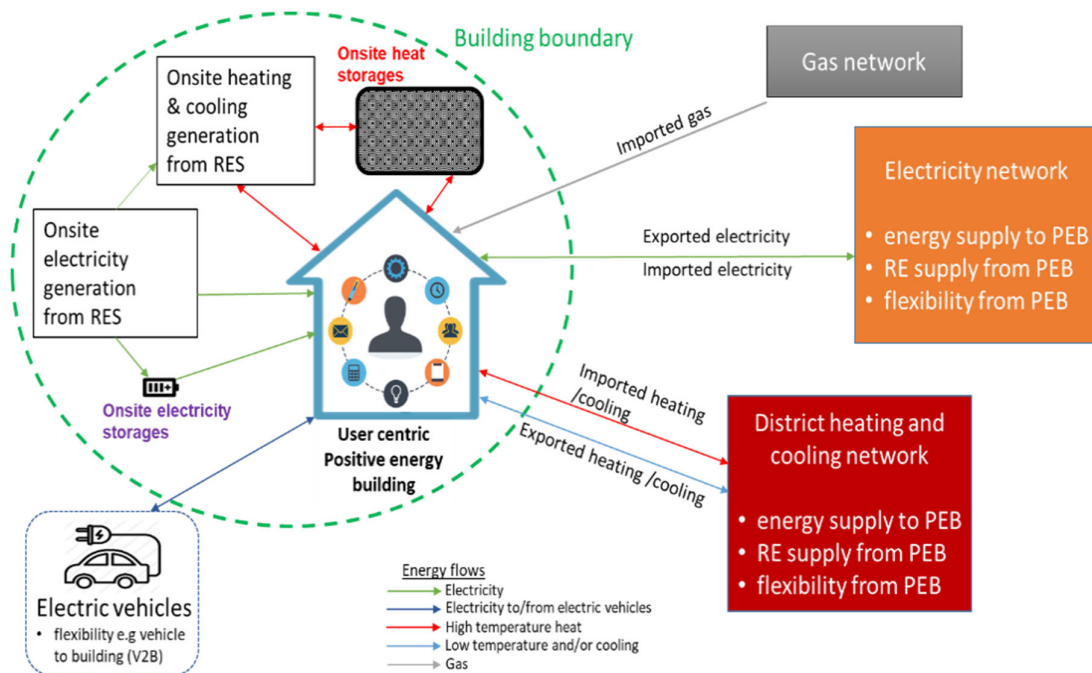 Building boundary
Onsite heating
& cooling
generation
from RES
Onsite heat
storages
Gas network
Imported gas
Onsite
electricity
generation
from RES
Onsite electricity
storages
Exported electricity
Imported electricity
Electricity network
• energy supply to PEB
• RE supply from PEB
• flexibility from PEB
User centric
Positive energy
building
Imported heating
/cooling
Exported heating /cooling
District heating and
cooling network
• energy supply to PEB
• RE supply from PEB
• flexibility from PEB
Electric vehicles
• flexibility e.g vehicle
to building (V2B)
Energy flows
Electricity
Electricity to/from electric vehicles
High temperature heat
Low temperature and/or cooling
Gas